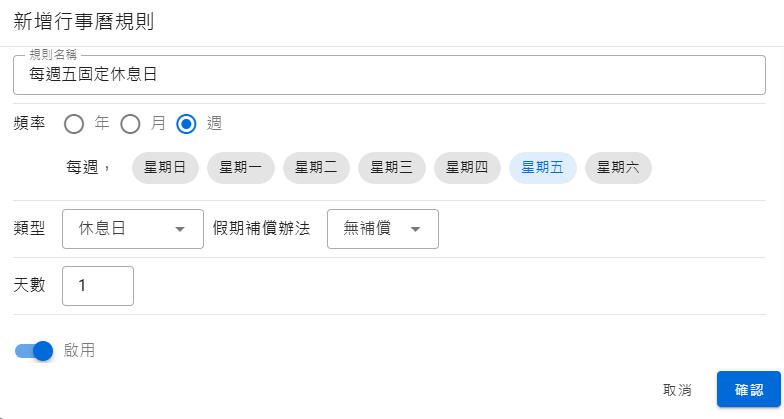 新增行事曆規則
規則名稱
每週五固定休息日
頻率 年 月 週
每週， 星期日 星期一 星期二 星期三 星期四 星期五 星期六
類型 休息日 假期補償辦法 無補償
天數 1
啟用
取消 確認